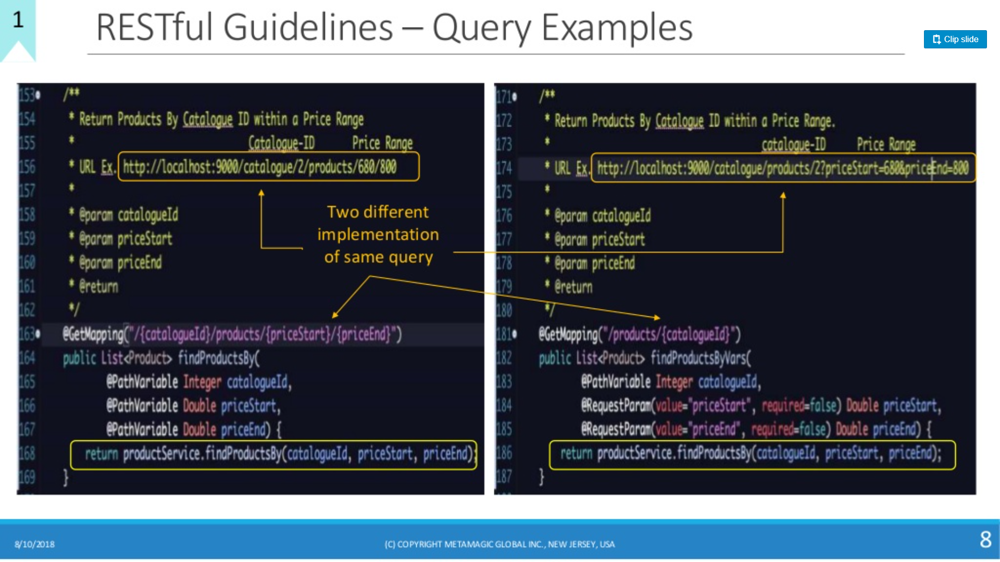 1
RESTful Guidelines – Query Examples
Clip slide
153 /**
154 * Return Products By Catalogue ID within a Price Range
155 * Catalogue-ID Price Range
156 * URL Ex. http://localhost:9000/catalogue/2/products/680/800
157 *
158 * @param catalogueId
159 * @param priceStart
160 * @param priceEnd
161 * @return
162 */
163 @GetMapping("/{catalogueId}/products/{priceStart}/{priceEnd}")
164 public List<Product> findProductsBy(
165 @PathVariable Integer catalogueId,
166 @PathVariable Double priceStart,
167 @PathVariable Double priceEnd) {
168 return productService.findProductsBy(catalogueId, priceStart, priceEnd);
169 }
Two different
implementation
of same query
171 /**
172 * Return Products By Catalogue ID within a Price Range.
173 * catalogue-ID Price Range
174 * URL Ex. http://localhost:9000/catalogue/products/2?priceStart=680&priceEnd=800
175 *
176 * @param catalogueId
177 * @param priceStart
178 * @param priceEnd
179 * @return
180 */
181 @GetMapping("/products/{catalogueId}")
182 public List<Product> findProductsByVars(
183 @PathVariable Integer catalogueId,
184 @RequestParam(value="priceStart", required=false) Double priceStart,
185 @RequestParam(value="priceEnd", required=false) Double priceEnd) {
186 return productService.findProductsBy(catalogueId, priceStart, priceEnd);
187 }
8/10/2018
(C) COPYRIGHT METAMAGIC GLOBAL INC., NEW JERSEY, USA
8